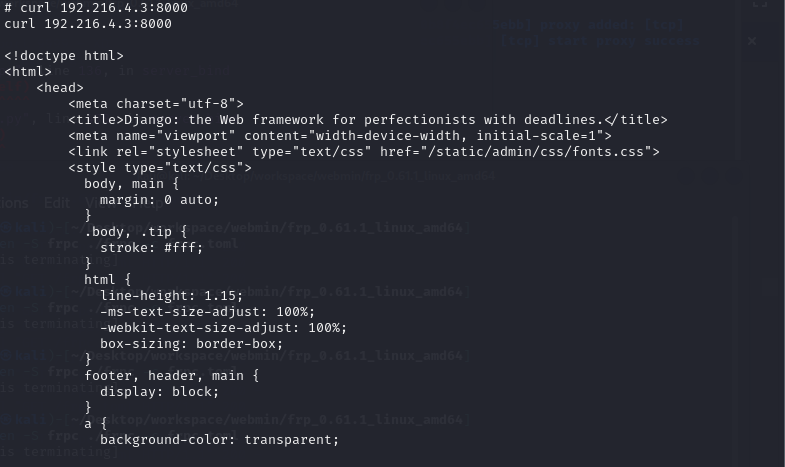 # curl 192.216.4.3:8000
curl 192.216.4.3:8000
<!doctype html>
<html>
<head>
<meta charset="utf-8">
<title>Django: the Web framework for perfectionists with deadlines.</title>
<meta name="viewport" content="width=device-width, initial-scale=1">
<link rel="stylesheet" type="text/css" href="/static/admin/css/fonts.css">
<style type="text/css">
body, main {
margin: 0 auto;
}
.body, .tip {
stroke: #fff;
}
html {
line-height: 1.15;
-ms-text-size-adjust: 100%;
-webkit-text-size-adjust: 100%;
box-sizing: border-box;
}
footer, header, main {
display: block;
}
a {
background-color: transparent;